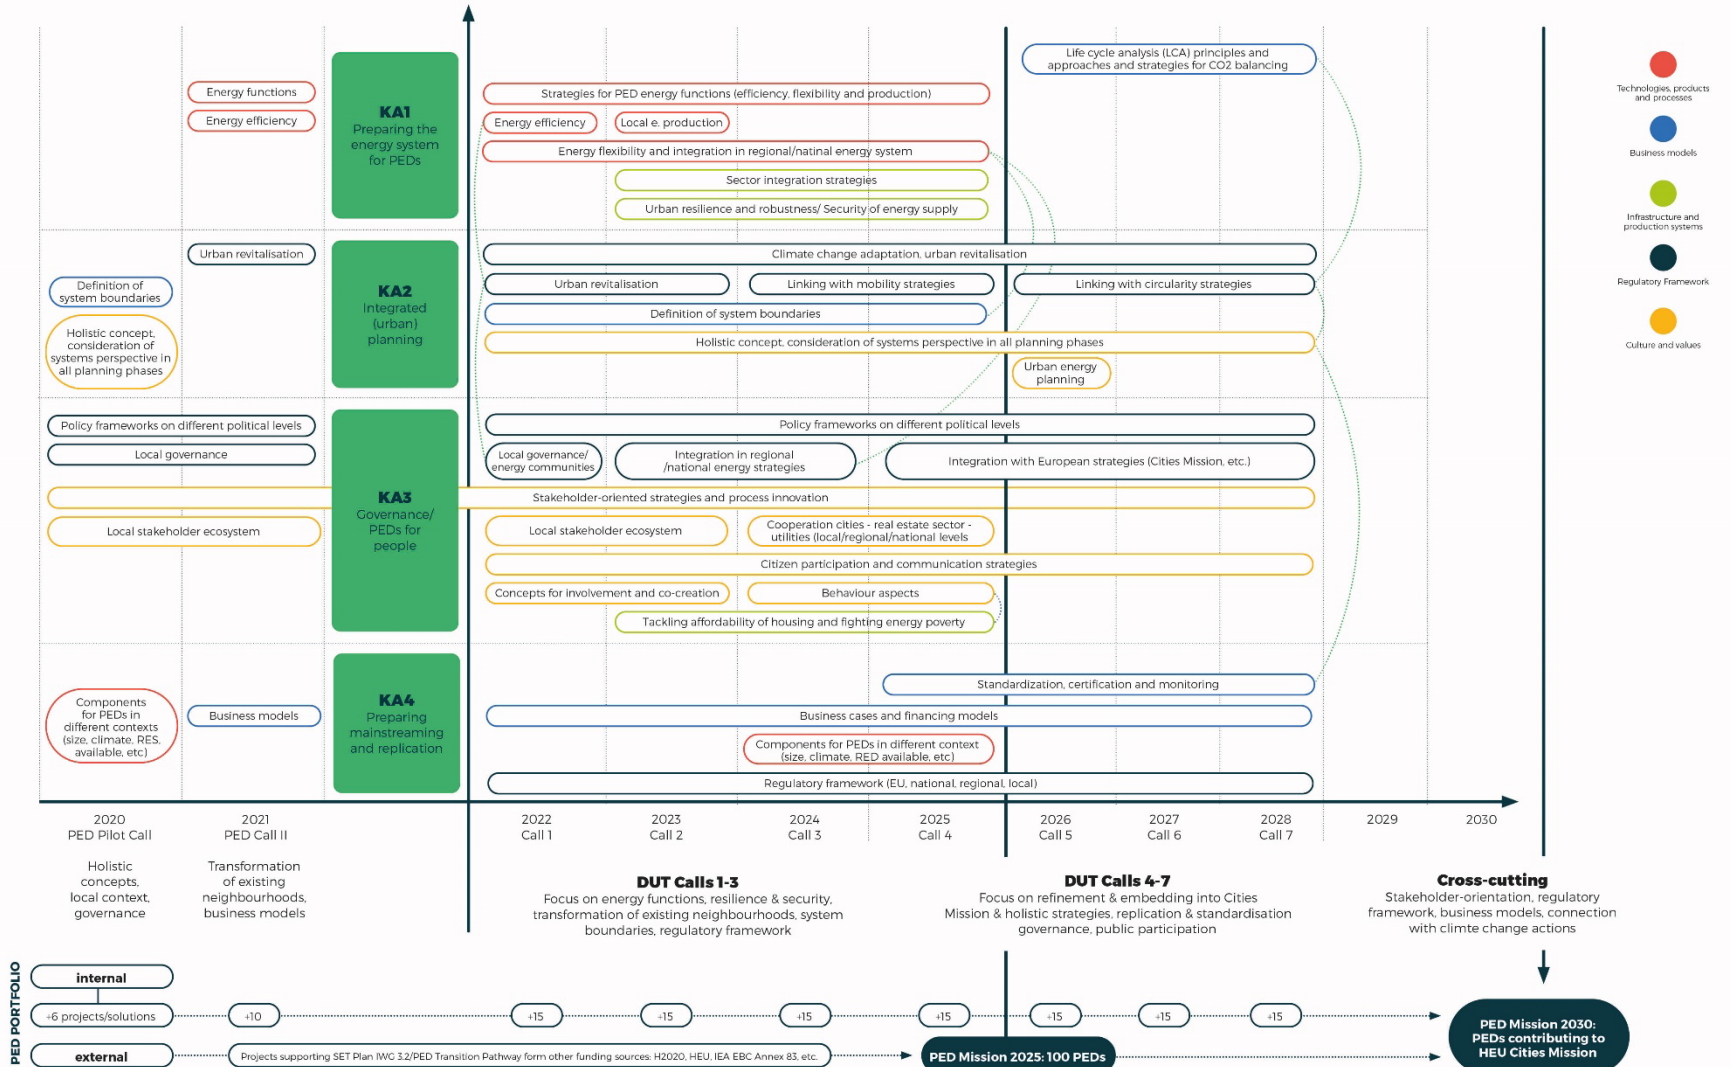 Life cycle analysis (LCA) principles and
approaches and strategies for CO2 balancing
Energy functions
Energy efficiency
KA1
Preparing the
energy system
for PEDs
Strategies for PED energy functions (efficiency, flexibility and production)
Energy efficiency
Local e. production
Energy flexibility and integration in regional/natinal energy system
Sector integration strategies
Urban resilience and robustness/ Security of energy supply
Technologies, products
and processes
Business models
Infrastructure and
production systems
Regulatory Framework
Culture and values
Urban revitalisation
Definition of
system boundaries
Holistic concept,
consideration of
systems perspective in
all planning phases
KA2
Integrated
(urban)
planning
Climate change adaptation, urban revitalisation
Urban revitalisation
Linking with mobility strategies
Linking with circularity strategies
Definition of system boundaries
Holistic concept, consideration of systems perspective in all planning phases
Urban energy
planning
Policy frameworks on different political levels
Local governance
KA3
Governance/
PEDs for
people
Policy frameworks on different political levels
Local governance/
energy communities
Integration in regional
/national energy strategies
Integration with European strategies (Cities Mission, etc.)
Stakeholder-oriented strategies and process innovation
Local stakeholder ecosystem
Local stakeholder ecosystem
Cooperation cities - real estate sector -
utilities (local/regional/national levels
Citizen participation and communication strategies
Concepts for involvement and co-creation
Behaviour aspects
Tackling affordability of housing and fighting energy poverty
Components
for PEDs in
different contexts
(size, climate, RES,
available, etc)
Business models
KA4
Preparing
mainstreaming
and replication
Standardization, certification and monitoring
Business cases and financing models
Components for PEDs in different context
(size, climate, RED available, etc)
Regulatory framework (EU, national, regional, local)
2020
PED Pilot Call
2021
PED Call II
2022
Call 1
2023
Call 2
2024
Call 3
2025
Call 4
2026
Call 5
2027
Call 6
2028
Call 7
2029
2030
Holistic
concepts,
local context,
governance
Transformation
of existing
neighbourhoods,
business models
DUT Calls 1-3
Focus on energy functions, resilience & security,
transformation of existing neighbourhoods, system
boundaries, regulatory framework
DUT Calls 4-7
Focus on refinement & embedding into Cities
Mission & holistic strategies, replication & standardisation
governance, public participation
Cross-cutting
Stakeholder-orientation, regulatory
framework, business models, connection
with climte change actions
PED PORTFOLIO
internal
+6 projects/solutions
+10
+15
+15
+15
+15
+15
+15
+15
external
Projects supporting SET Plan IWG 3.2/PED Transition Pathway form other funding sources: H2020, HEU, IEA EBC Annex 83, etc.
PED Mission 2025: 100 PEDs
PED Mission 2030:
PEDs contributing to
HEU Cities Mission